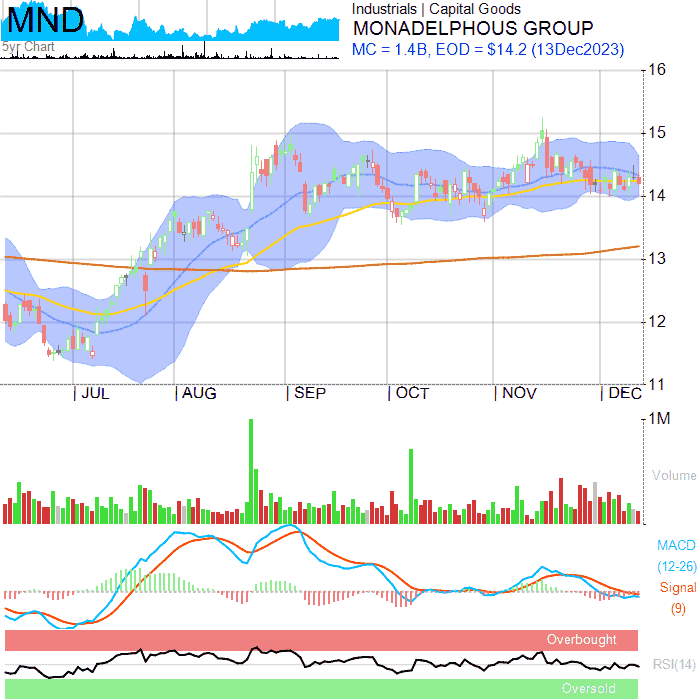 MND
5yr Chart
Industrials | Capital Goods
MONADELPHOUS GROUP
MC = 1.4B, EOD = $14.2 (13Dec2023)
16
15
14
13
12
11
| JUL | AUG | SEP | OCT | NOV | DEC
1M
Volume
MACD
(12-26)
Signal
(9)
Overbought
RSI(14)
Oversold